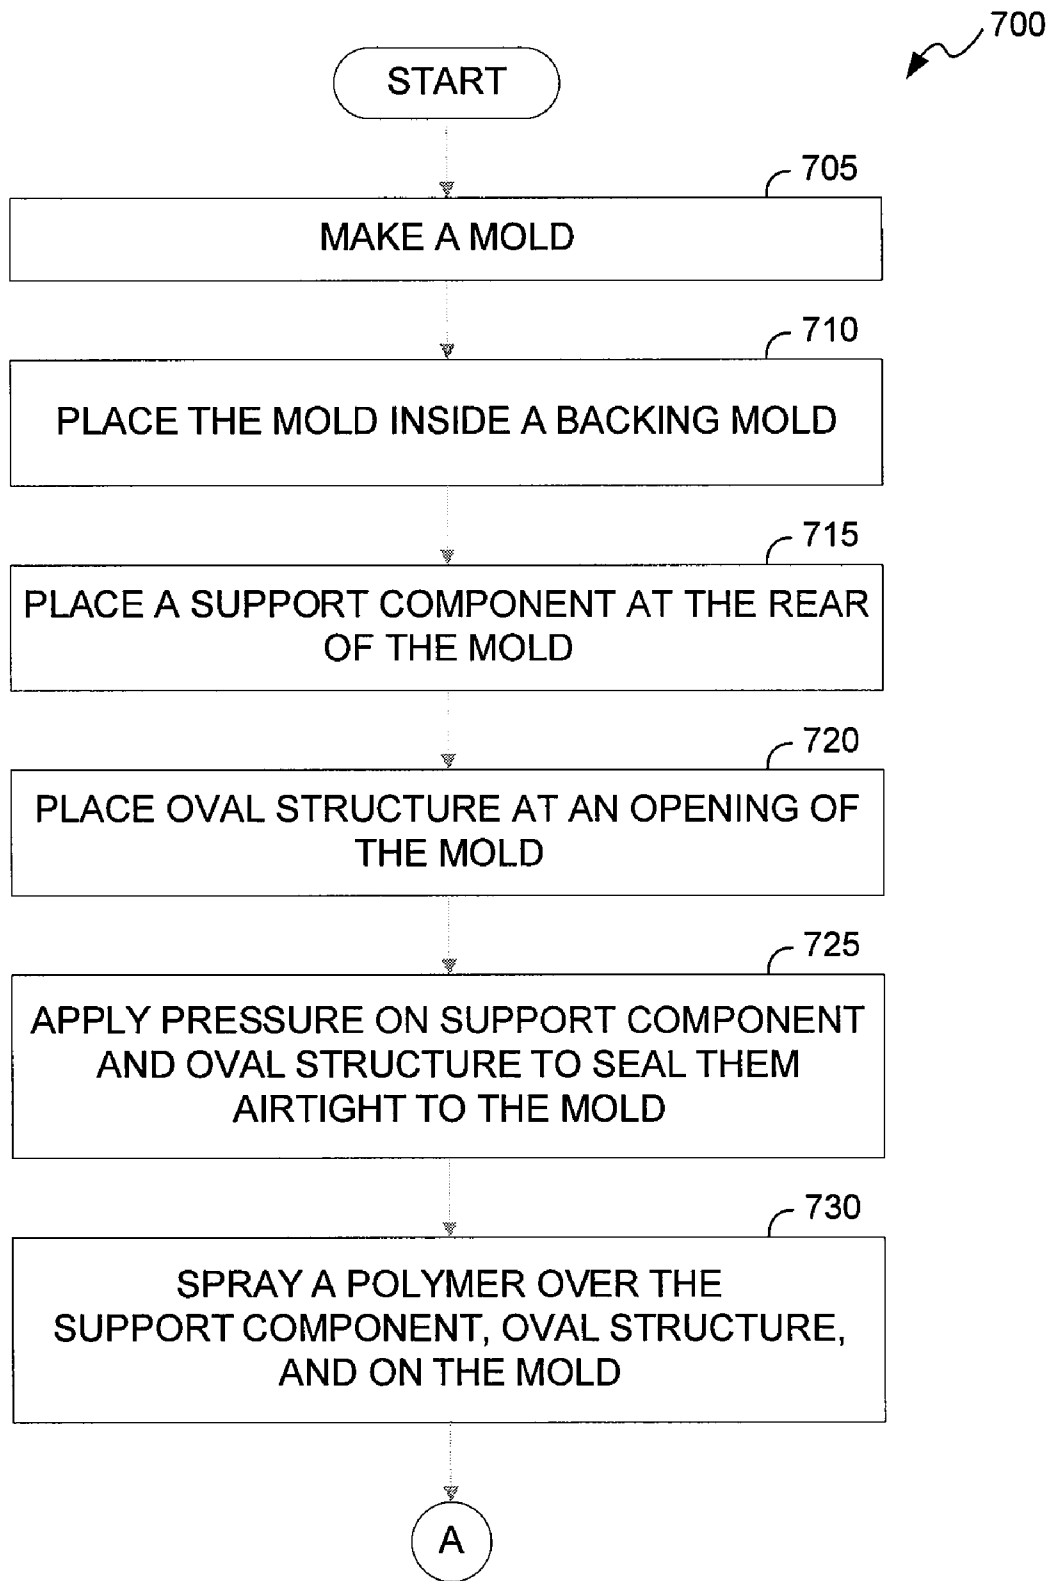 700
START
705
MAKE A MOLD
710
PLACE THE MOLD INSIDE A BACKING MOLD
715
PLACE A SUPPORT COMPONENT AT THE REAR
OF THE MOLD
720
PLACE OVAL STRUCTURE AT AN OPENING OF
THE MOLD
725
APPLY PRESSURE ON SUPPORT COMPONENT
AND OVAL STRUCTURE TO SEAL THEM
AIRTIGHT TO THE MOLD
730
SPRAY A POLYMER OVER THE
SUPPORT COMPONENT, OVAL STRUCTURE,
AND ON THE MOLD
A